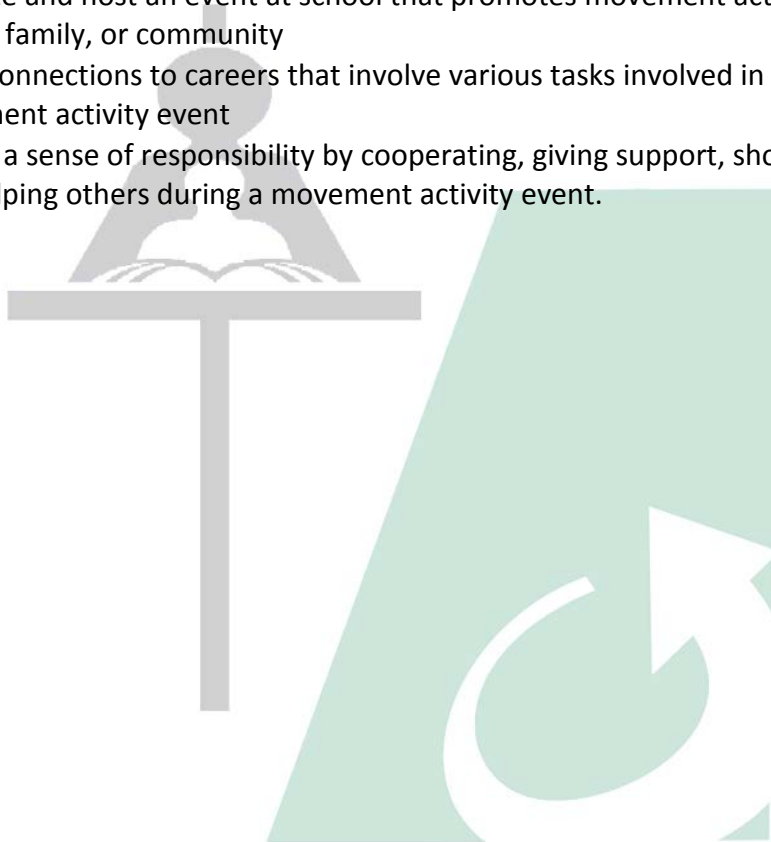 and host an event at school that promotes movement
family, or community
connections to careers that involve various tasks involved in
activity event
a sense of responsibility by cooperating, giving support,
others during a movement activity event.